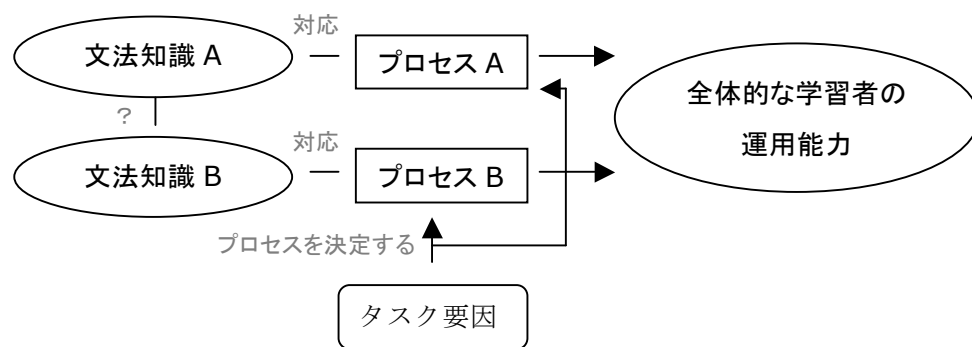 対応
文法知識 A
プロセス A
全体的な学習者の
運用能力
?
対応
文法知識 B
プロセス B
プロセスを決定する
タスク要因